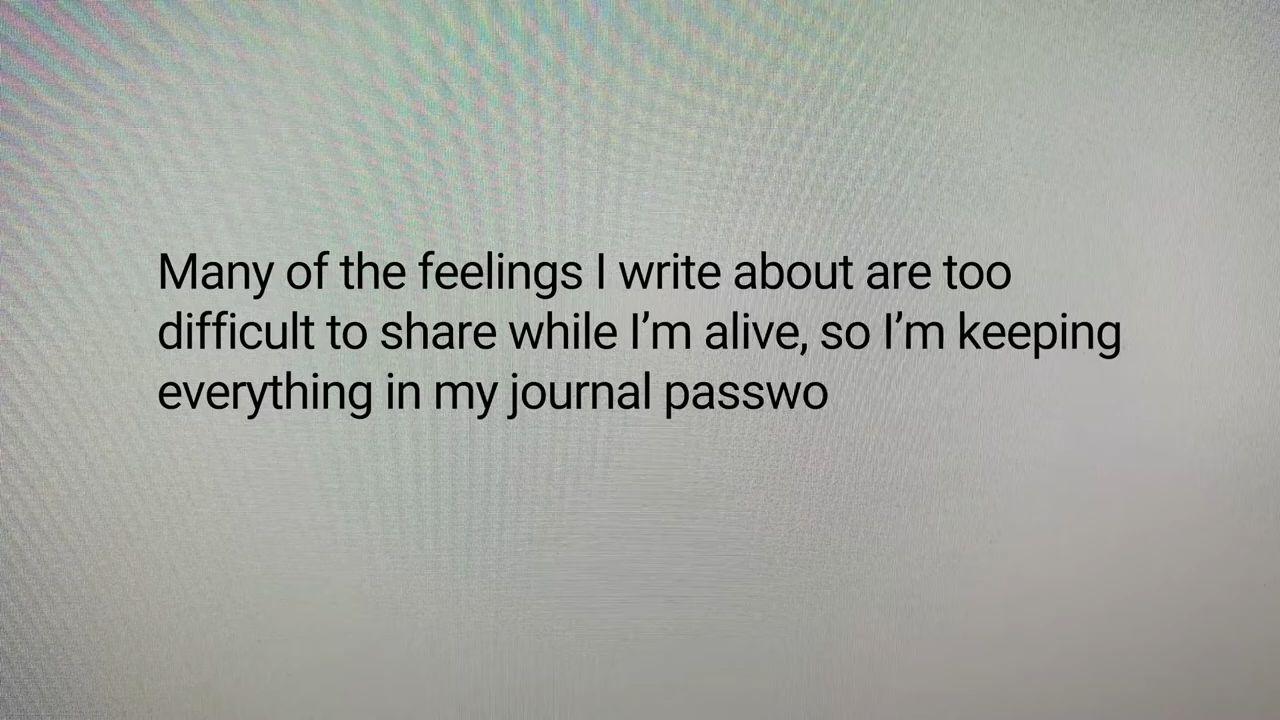 Many of the feelings I write about are too
difficult to share while I’m alive, so I’m keeping
everything in my journal passwo